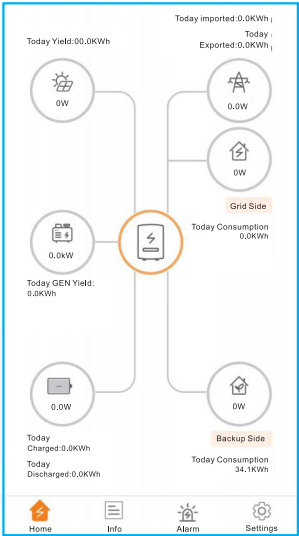 Today imported:0.0KWh
Today Yield:00.0KWh
Today
Exported:0.0KWh
0W
0.0W
0W
Grid Side
Today Consumption
0.0KWh
0.0kW
Today GEN Yield:
0.0KWh
0.0W
0W
Today
Charged:0.0KWh
Today
Discharged:0.0KWh
Backup Side
Today Consumption
34.1KWh
Home
Info
Alarm
Settings